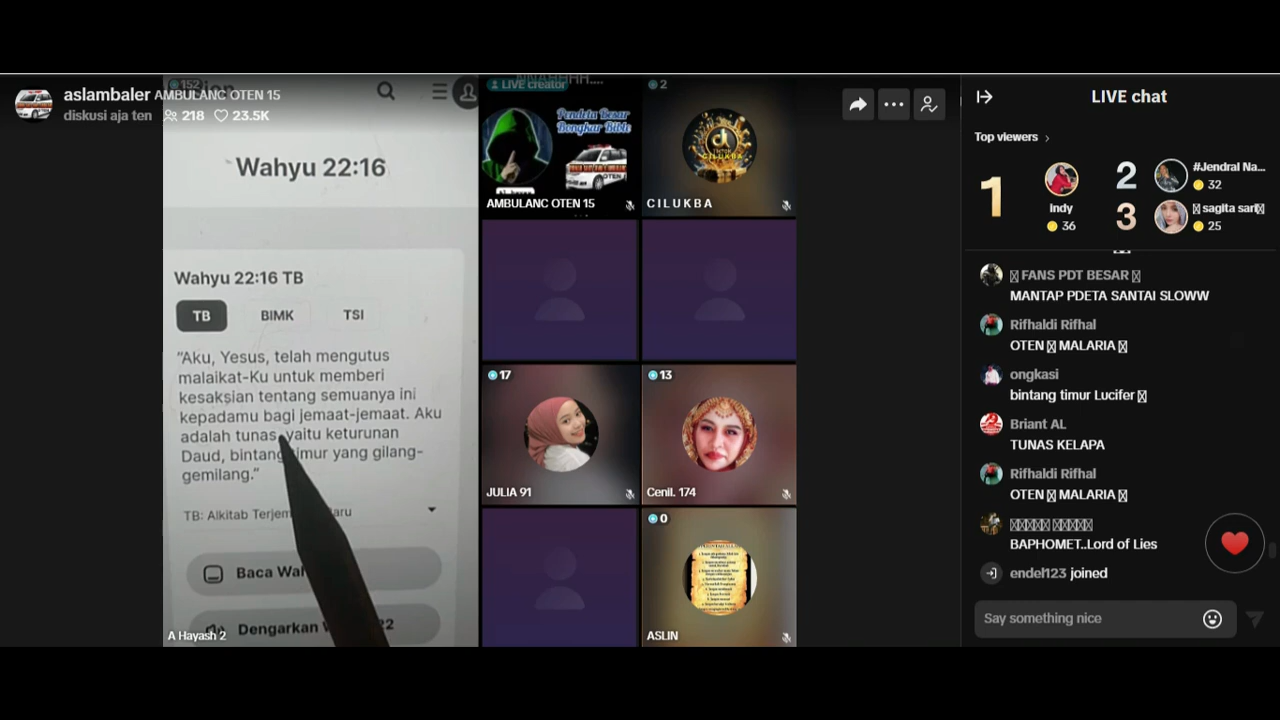 aslambaler AMBULANC OTEN 15
diskusi aja ten
218
23.5K
152
Wahyu 22:16
Wahyu 22:16 TB
TB
BIMK
TSI
"Aku, Yesus, telah mengutus
malaikat-Ku untuk memberi
kesaksian tentang semuanya ini
kepadamu bagi jemaat-jemaat. Aku
adalah tunas, yaitu keturunan
Daud, bintang timur yang gilang-
gemilang."
TB: Alkitab
Baca
Dengarkan
A Hayash 2
LIVE creator
Pendeta Besar
Bongkar Bible
AMBULANC OTEN 15
2
CILUKBA
C I L U K B A
17
JULIA 91
13
Cenil. 174
0
ASLIN
LIVE chat
Top viewers
1
Indy
36
2
#Jendral Na...
32
3
sagita sari
25
FANS PDT BESAR
MANTAP PDETA SANTAI SLOWW
Rifhaldi Rifhal
OTEN MALARIA
ongkasi
bintang timur Lucifer
Briant AL
TUNAS KELAPA
Rifhaldi Rifhal
OTEN MALARIA
BAPHOMET..Lord of Lies
endel123 joined
Say something nice